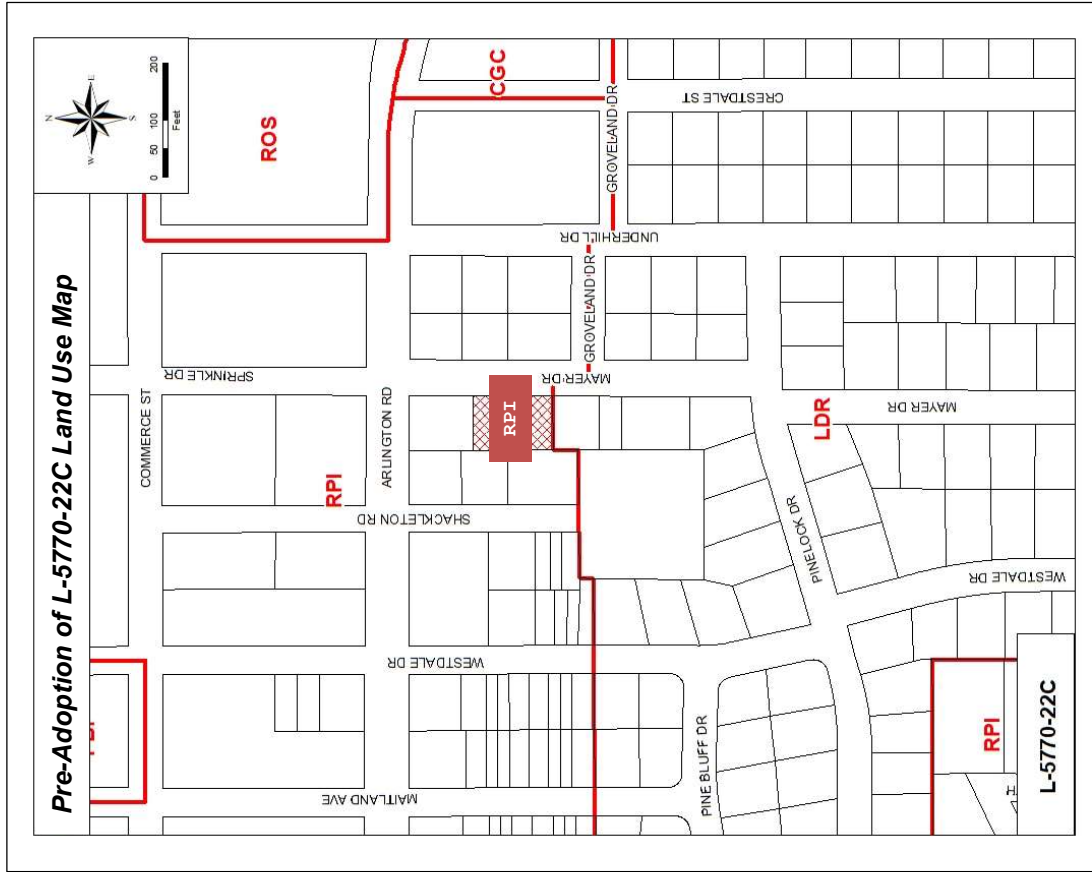 Pre-Adoption of L-5770-22C Land Use Map
N
W
E
S
0
50
100
200
Feet
ROS
CGC
COMMERCE ST
SPRINKLE DR
ARLINGTON RD
RPI
SHACKLETON RD
WESTDALE DR
MAITLAND AVE
RPI
MAYER DR
GROVELAND DR
UNDERHILL DR
GROVELAND DR
CRESTDALE ST
LDR
MAYER DR
PINELOCK DR
WESTDALE DR
PINE BLUFF DR
RPI
L-5770-22C